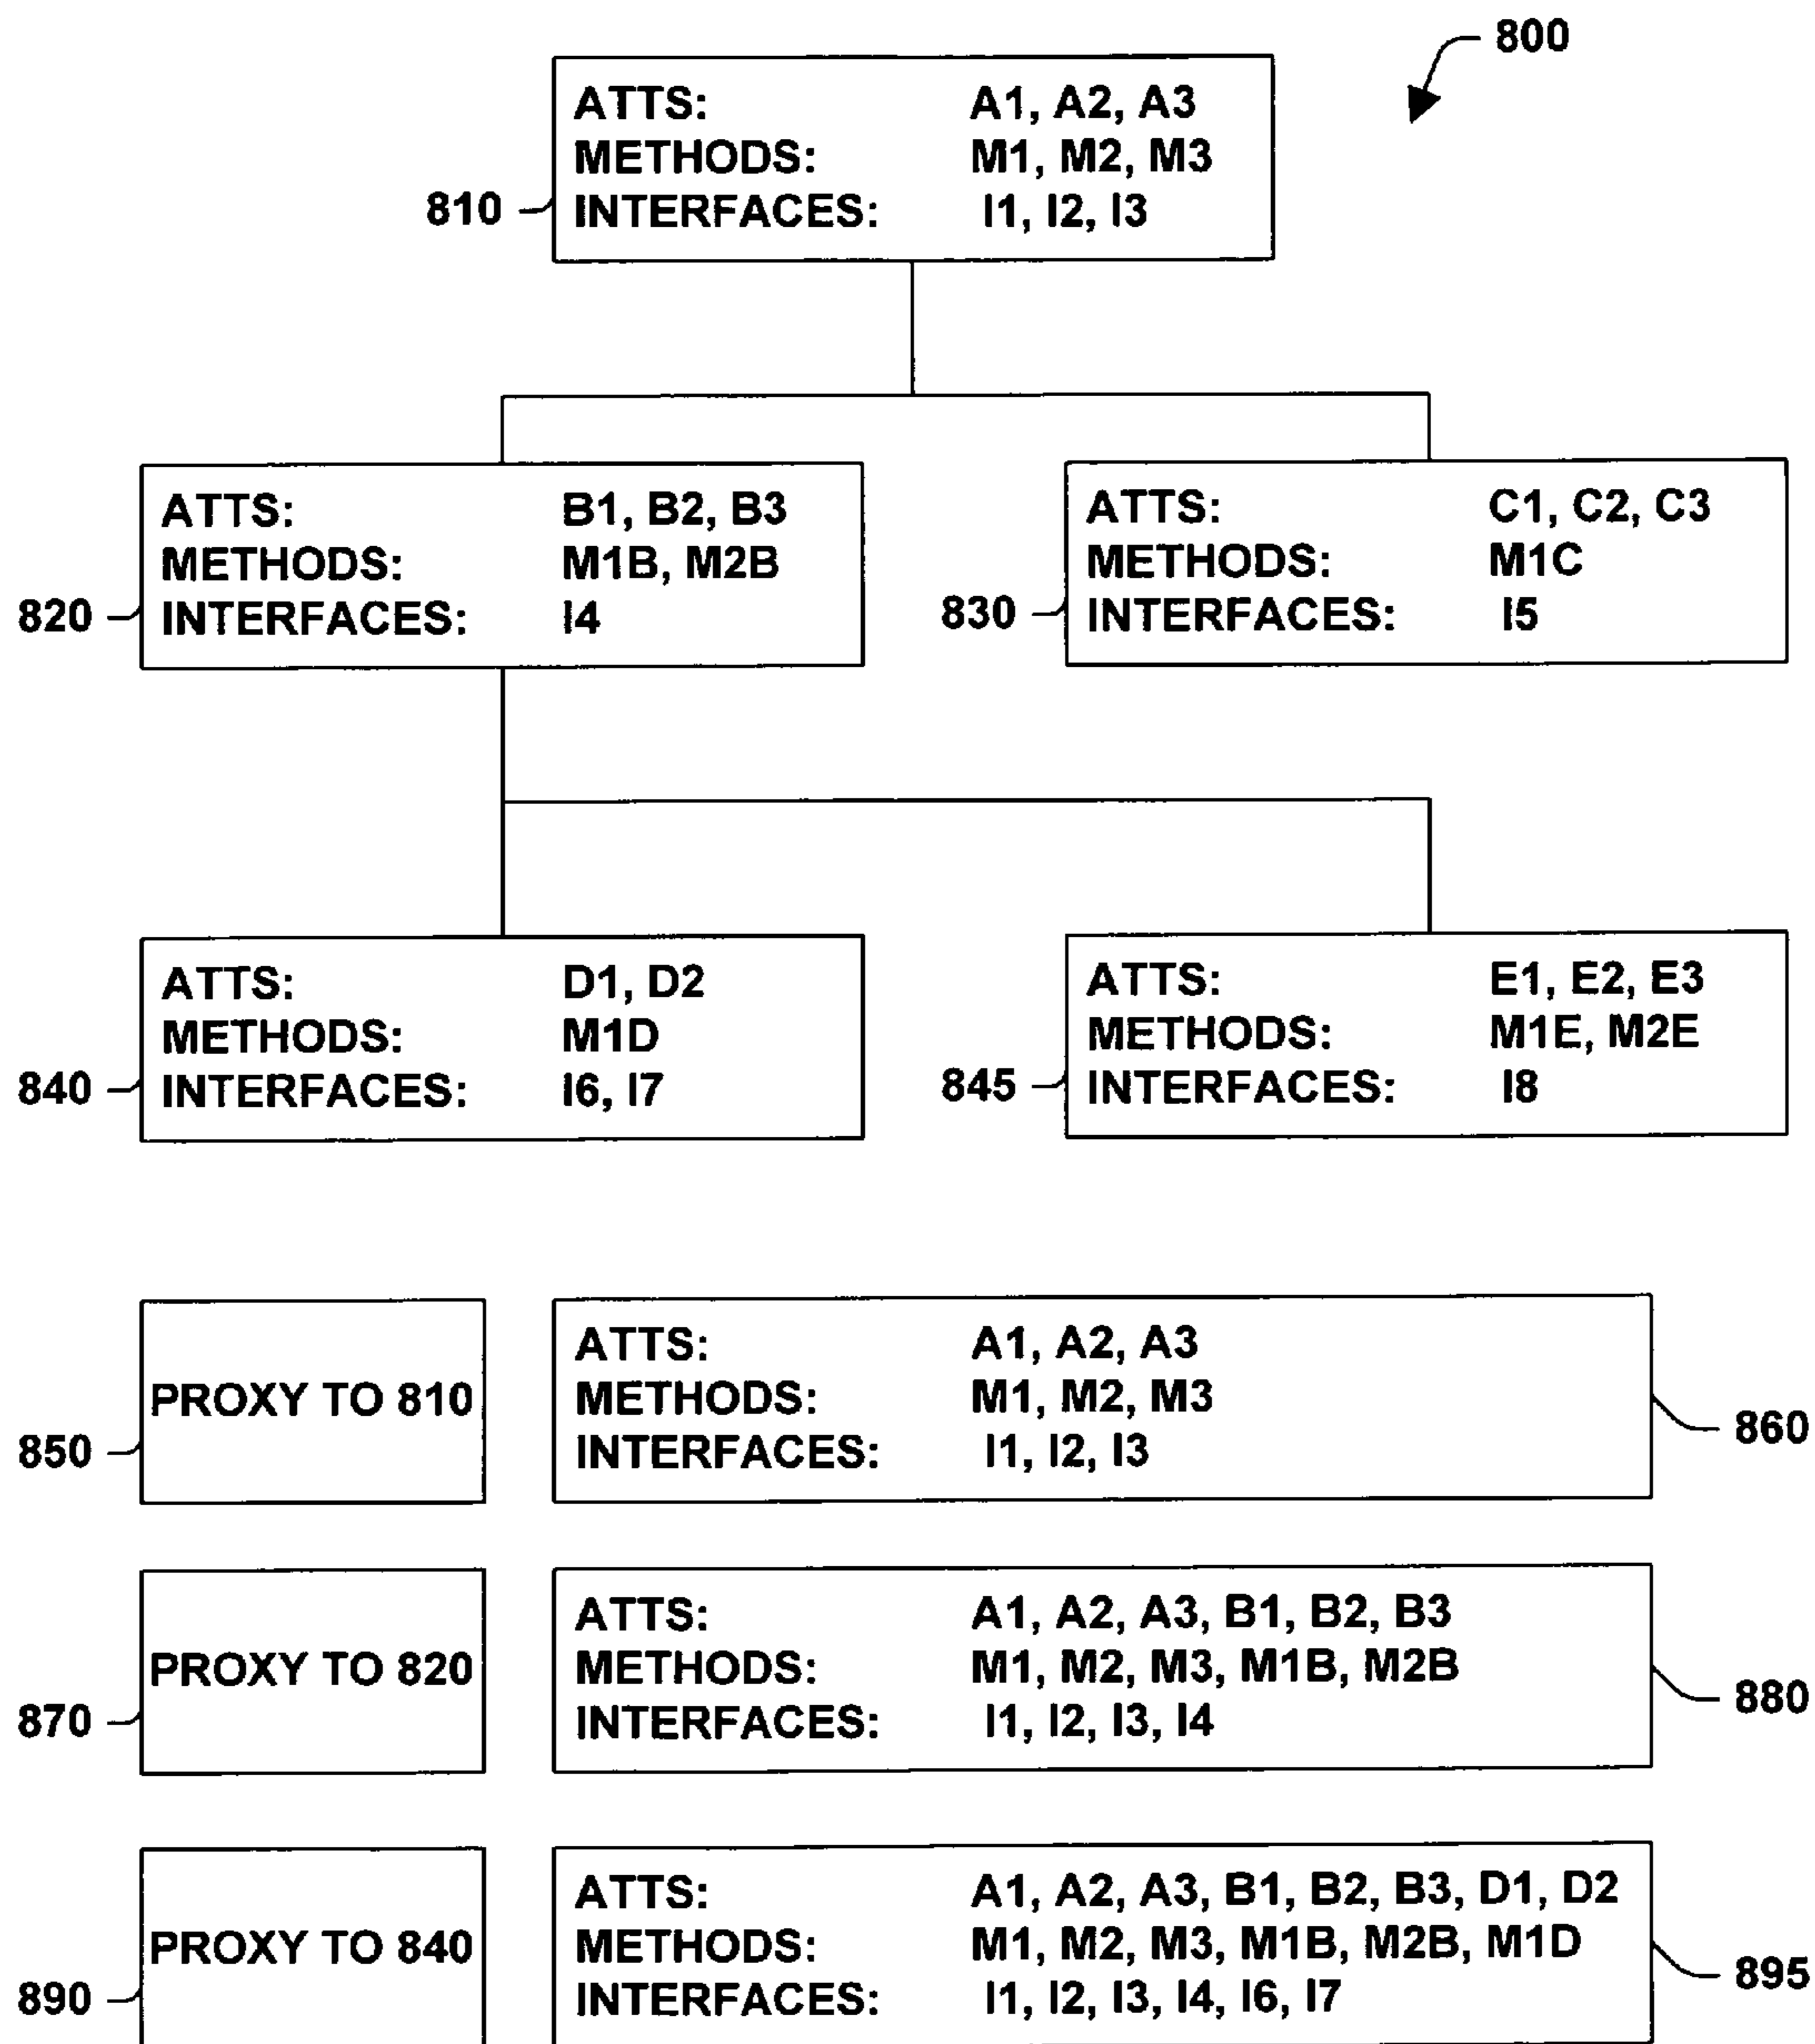 800
ATTS: A1, A2, A3
METHODS: M1, M2, M3
810 INTERFACES: I1, I2, I3
ATTS: B1, B2, B3
METHODS: M1B, M2B
820 INTERFACES: I4
ATTS: C1, C2, C3
METHODS: M1C
830 INTERFACES: I5
ATTS: D1, D2
METHODS: M1D
840 INTERFACES: I6, I7
ATTS: E1, E2, E3
METHODS: M1E, M2E
845 INTERFACES: I8
PROXY TO 810
850
ATTS: A1, A2, A3
METHODS: M1, M2, M3
INTERFACES: I1, I2, I3
860
PROXY TO 820
870
ATTS: A1, A2, A3, B1, B2, B3
METHODS: M1, M2, M3, M1B, M2B
INTERFACES: I1, I2, I3, I4
880
PROXY TO 840
890
ATTS: A1, A2, A3, B1, B2, B3, D1, D2
METHODS: M1, M2, M3, M1B, M2B, M1D
INTERFACES: I1, I2, I3, I4, I6, I7
895